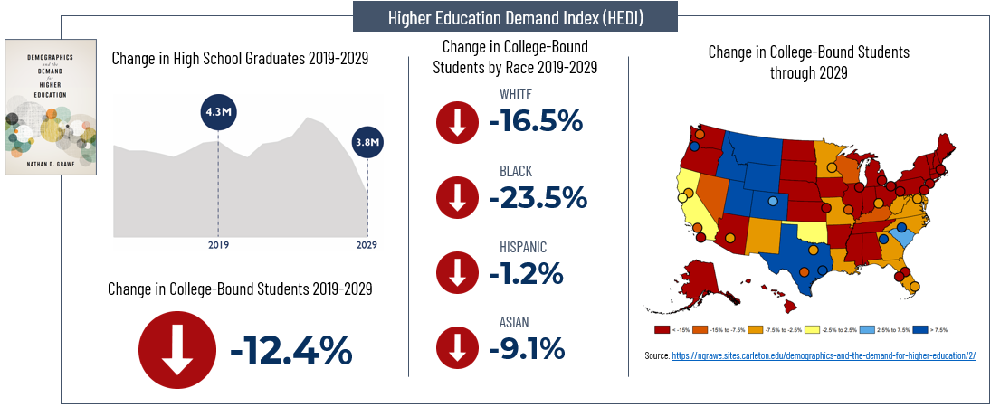 Higher Education Demand Index (HEDI)
DEMOGRAPHICS
and the
DEMAND
for
HIGHER
EDUCATION
NATHAN D. GRAWE
Change in High School Graduates 2019-2029
4.3M
3.8M
2019
2029
Change in College-Bound Students 2019-2029
-12.4%
Change in College-Bound
Students by Race 2019-2029
WHITE
-16.5%
BLACK
-23.5%
HISPANIC
-1.2%
ASIAN
-9.1%
Change in College-Bound Students
through 2029
< -15%
-15% to -7.5%
-7.5% to -2.5%
-2.5% to 2.5%
2.5% to 7.5%
> 7.5%
Source: https://ngrawe.sites.carleton.edu/demographics-and-the-demand-for-higher-education/2/